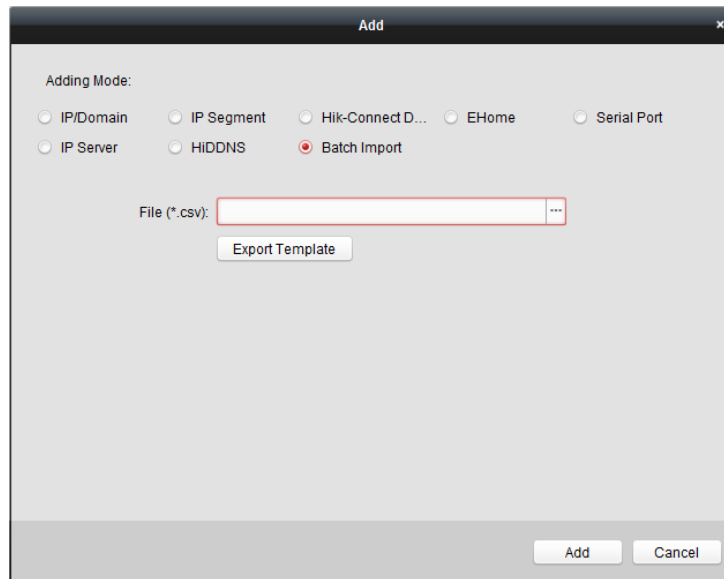 Add
Adding Mode:
IP/Domain IP Segment Hik-Connect D... EHome Serial Port
IP Server HiDDNS Batch Import
File (*.csv):
Export Template
Add Cancel